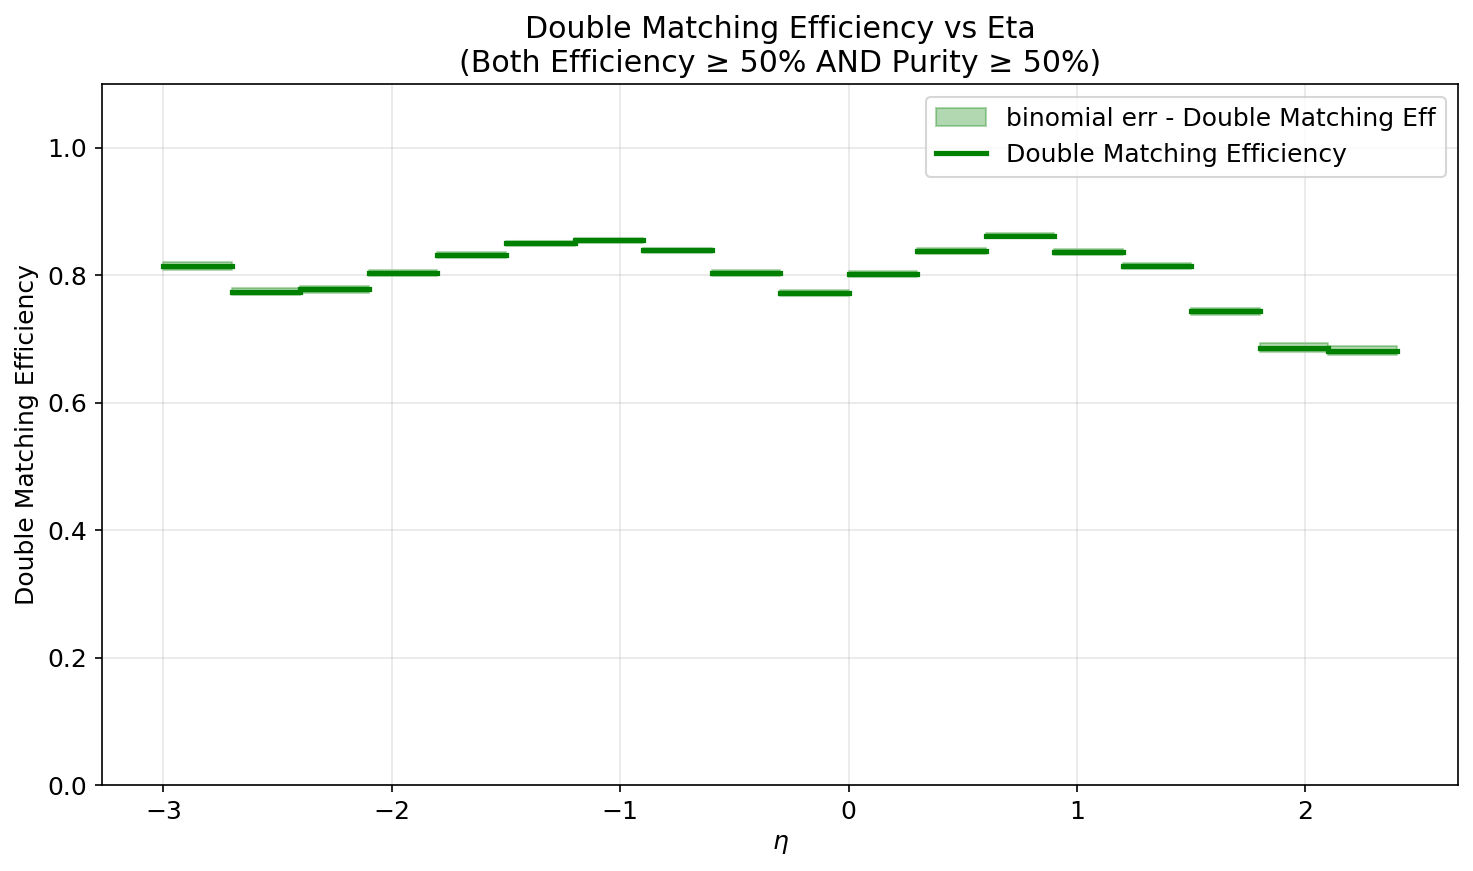 Double Matching Efficiency vs Eta
(Both Efficiency ≥ 50% AND Purity ≥ 50%)
binomial err - Double Matching Eff
Double Matching Efficiency
Double Matching Efficiency
1.0
0.8
0.6
0.4
0.2
0.0
−3
−2
−1
0
1
2
η